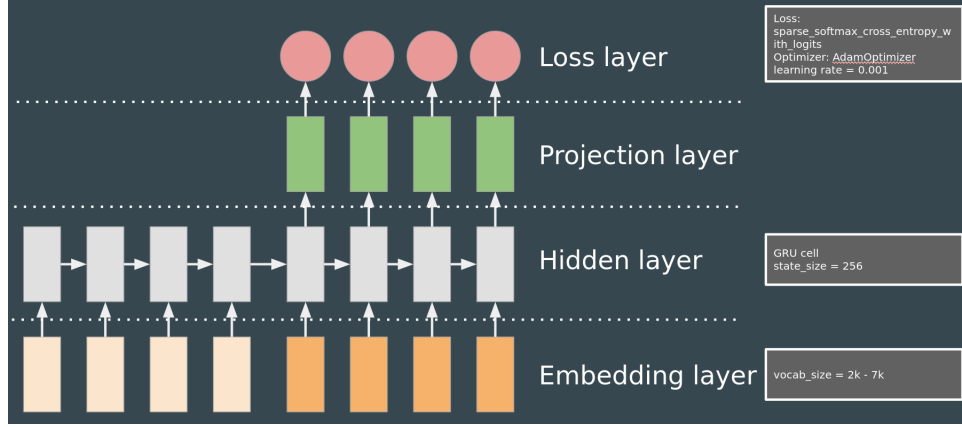 Loss layer
Loss:
sparse_softmax_cross_entropy_w
ith_logits
Optimizer: AdamOptimizer
learning rate = 0.001
Projection layer
Hidden layer
GRU cell
state_size = 256
Embedding layer
vocab_size = 2k - 7k